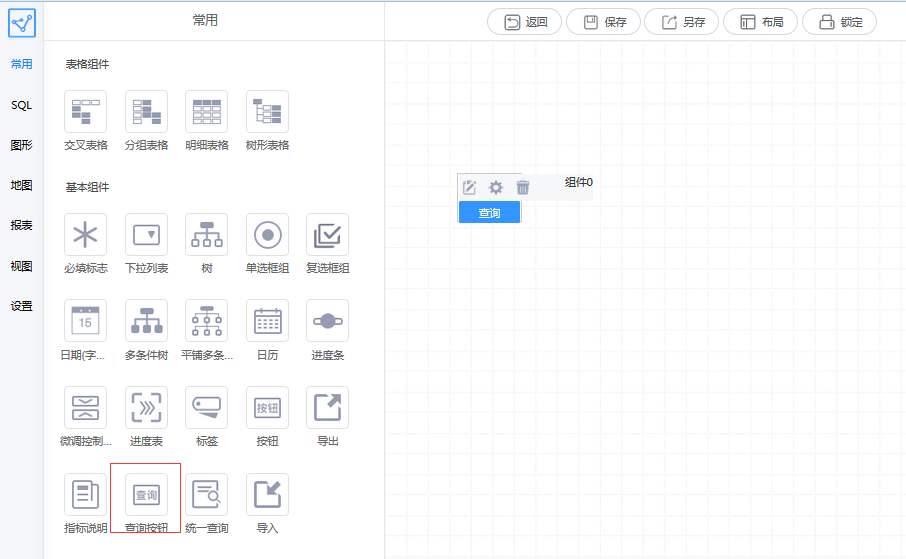 常用
返回
保存
另存
布局
锁定
常用
SQL
图形
地图
报表
视图
设置
表格组件
交叉表格
分组表格
明细表格
树形表格
基本组件
必填标志
下拉列表
树
单选框组
复选框组
15
日期(字...
多条件树
平铺多条...
日历
进度条
微调控制...
进度表
标签
按钮
按钮
导出
指标说明
查询
查询按钮
统一查询
导入
组件0
查询